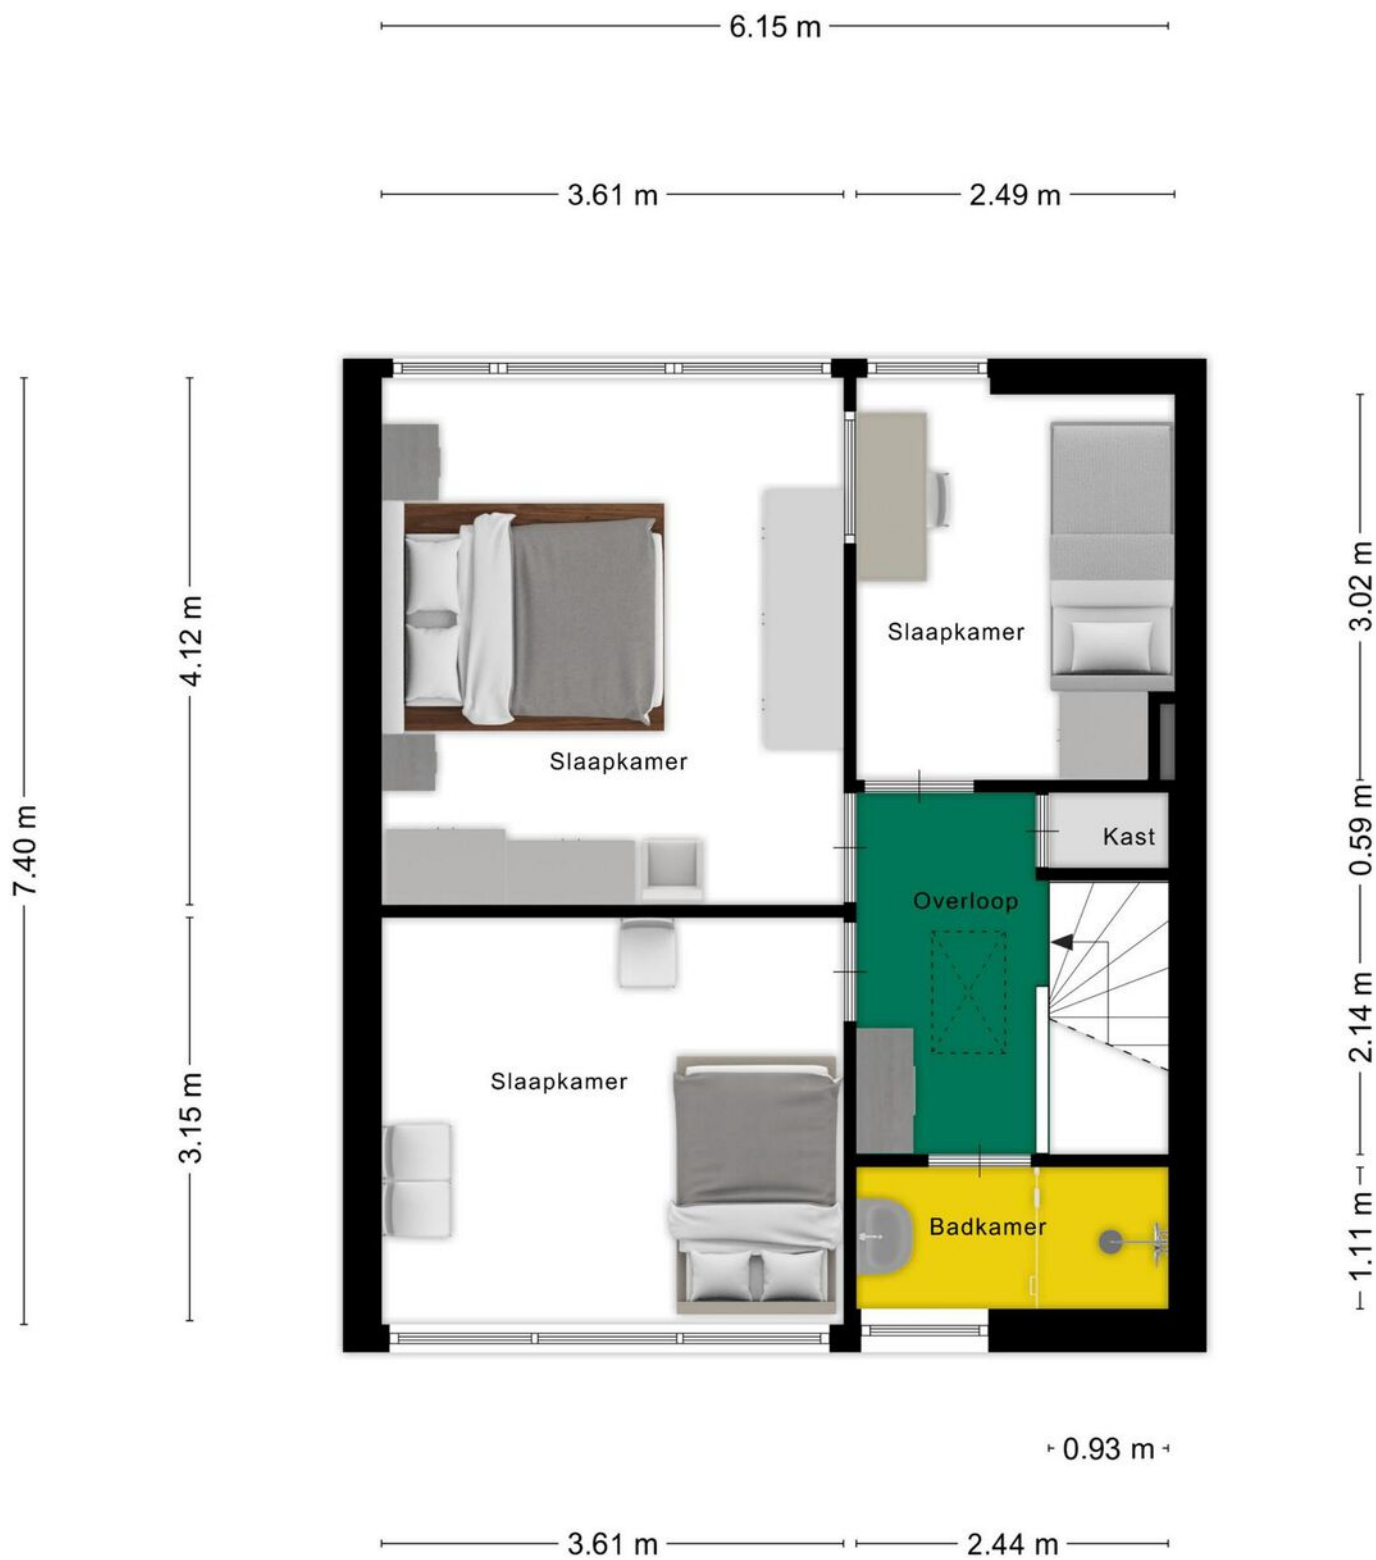 6.15 m
3.61 m
2.49 m
7.40 m
4.12 m
3.15 m
Slaapkamer
Slaapkamer
Kast
Overloop
Slaapkamer
Badkamer
3.02 m
0.59 m
2.14 m
1.11 m
0.93 m
3.61 m
2.44 m